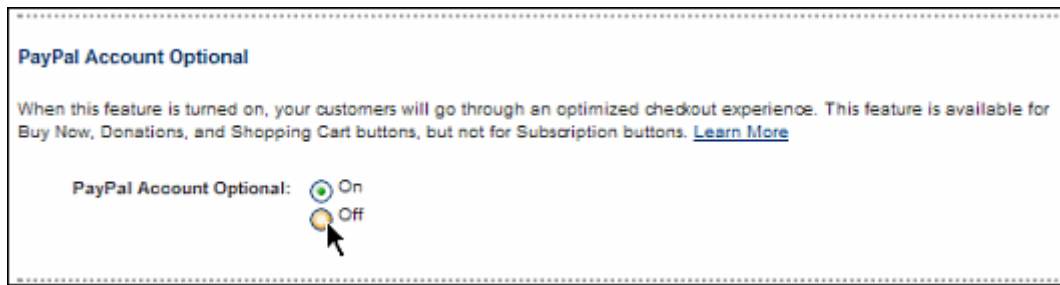 PayPal Account Optional
When this feature is turned on, your customers will go through an optimized checkout experience. This feature is available for
Buy Now, Donations, and Shopping Cart buttons, but not for Subscription buttons. Learn More
PayPal Account Optional: On
Off